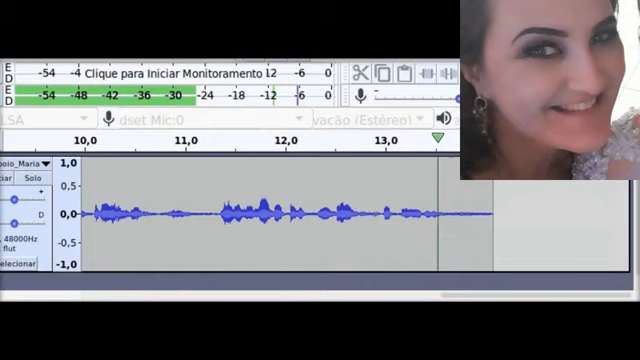 E
D
-54 -4 Clique para Iniciar Monitoramento 12 -6 0
E
D
-54 -48 -42 -36 -30 -24 -18 -12 -6 0
LSA
dset Mic:0
vação (Estéreo)
10,0 11,0 12,0 13,0
poio_Maria
1,0
iar Solo
0,5
+
0,0
D
, 48000Hz
flut
-0,5
elecionar
-1,0